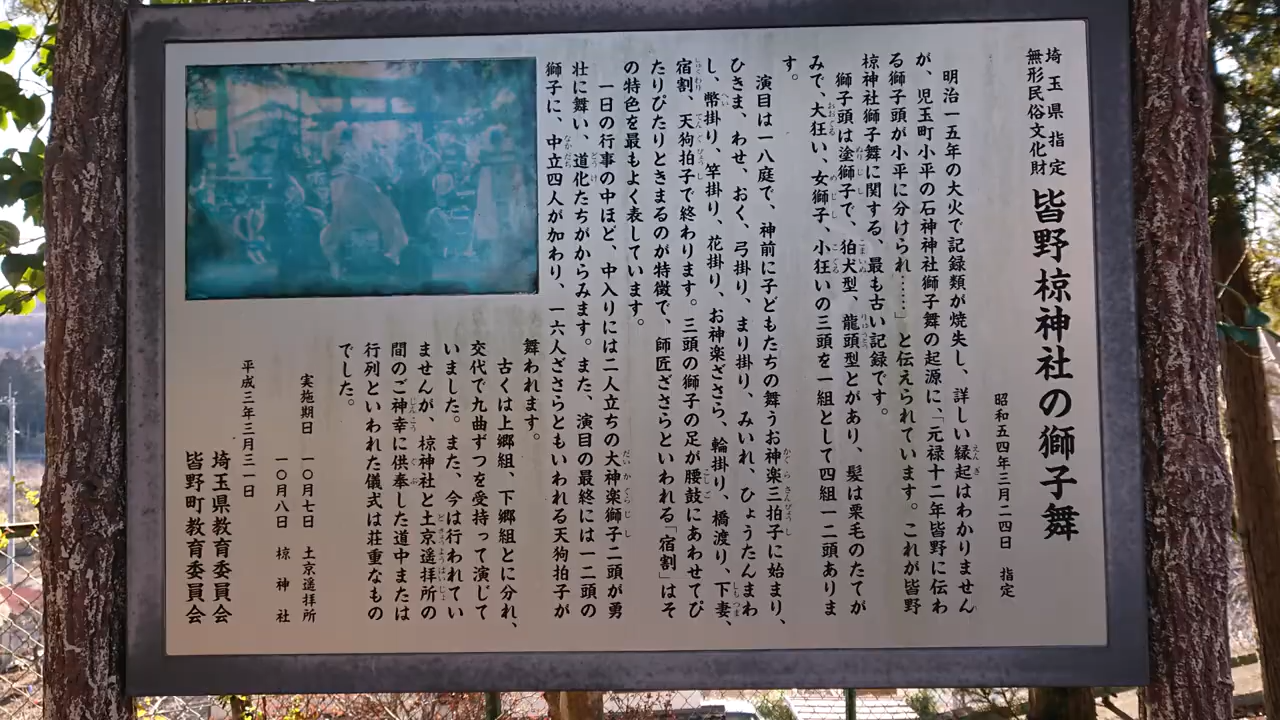 埼玉県指定
無形民俗文化財
皆野椋神社の獅子舞
昭和五四年三月二四日 指定
明治一五年の大火で記録類が焼失し、詳しい縁起はわかりません
が、児玉町小平の石神神社獅子舞の起源に、「元禄十二年皆野に伝わ
る獅子頭が小平に分けられ……」と伝えられています。これが皆野
椋神社獅子舞に関する、最も古い記録です。
獅子頭は塗獅子で、狛犬型、龍頭型とがあり、髪は栗毛のたてが
みで、大狂い、女獅子、小狂いの三頭を一組として四組一二頭ありま
す。
演目は一八庭で、神前に子どもたちの舞うお神楽三拍子に始まり、
ひきま、わせ、おく、弓掛り、まり掛り、みいれ、ひょうたんまわ
し、幣掛り、竿掛り、花掛り、お神楽ざさら、輪掛り、橋渡り、下妻、
宿割、天狗拍子で終わります。三頭の獅子の足が腰鼓にあわせてぴ
たりぴたりときまるのが特徴で、師匠ざさらといわれる「宿割」はそ
の特色を最もよく表しています。
一日の行事の中ほど、中入りには二人立ちの大神楽獅子二頭が勇
壮に舞い、道化たちがからみます。また、演目の最終には一二頭の
獅子に、中立四人が加わり、一六人ざさらともいわれる天狗拍子が
舞われます。
古くは上郷組、下郷組とに分れ、
交代で九曲ずつを受持って演じて
いました。また、今は行われてい
ませんが、椋神社と土京遥拝所の
間のご神幸に供奉した道中または
行列といわれた儀式は荘重なもの
でした。
実施期日 一〇月七日 土京遥拝所
一〇月八日 椋神社
平成三年三月三一日
埼玉県教育委員会
皆野町教育委員会